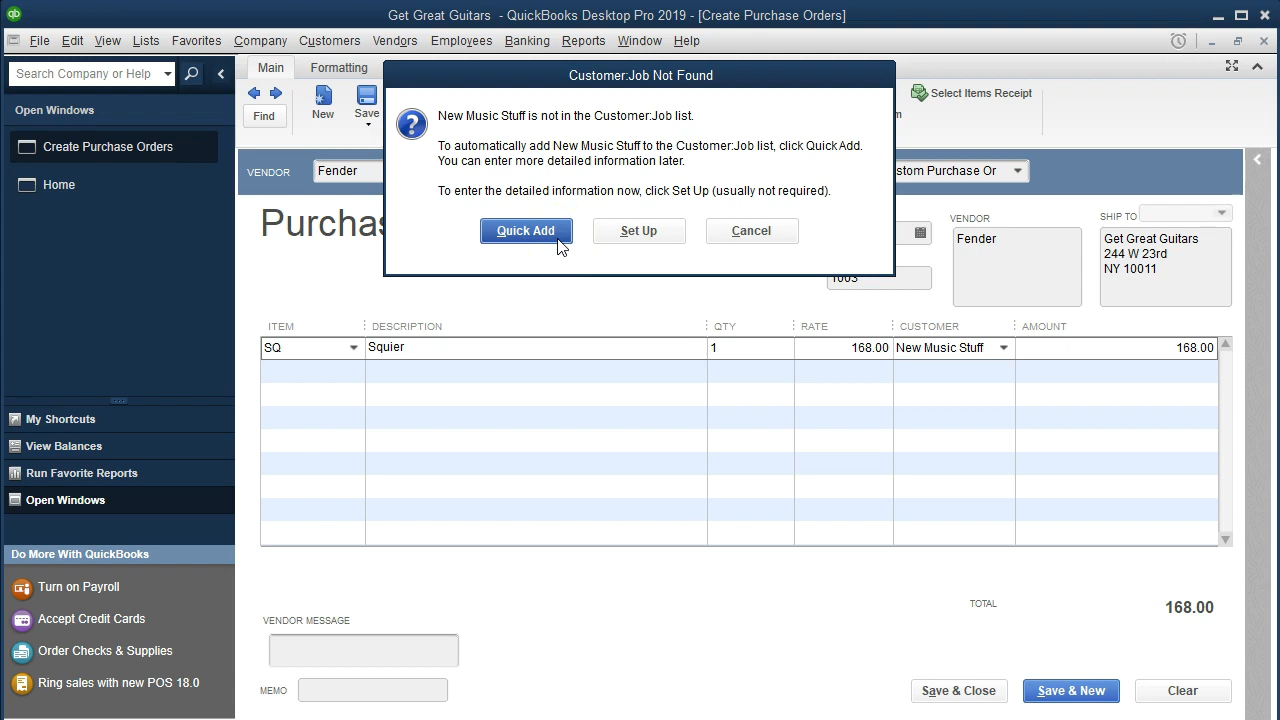 Get Great Guitars - QuickBooks Desktop Pro 2019 - [Create Purchase Orders]
File Edit View Lists Favorites Company Customers Vendors Employees Banking Reports Window Help
Search Company or Help
Main Formatting
Customer:Job Not Found
Find New Save
Select Items Receipt
Open Windows
Create Purchase Orders
Home
New Music Stuff is not in the Customer:Job list.
To automatically add New Music Stuff to the Customer:Job list, click Quick Add.
You can enter more detailed information later.
To enter the detailed information now, click Set Up (usually not required).
Quick Add Set Up Cancel
VENDOR Fender
stom Purchase Or
Purchas
VENDOR
Fender
SHIP TO
Get Great Guitars
244 W 23rd
NY 10011
1003
ITEM DESCRIPTION QTY RATE CUSTOMER AMOUNT
SQ Squier 1 168.00 New Music Stuff 168.00
My Shortcuts
View Balances
Run Favorite Reports
Open Windows
Do More With QuickBooks
Turn on Payroll
Accept Credit Cards
Order Checks & Supplies
Ring sales with new POS 18.0
TOTAL 168.00
VENDOR MESSAGE
MEMO
Save & Close Save & New Clear